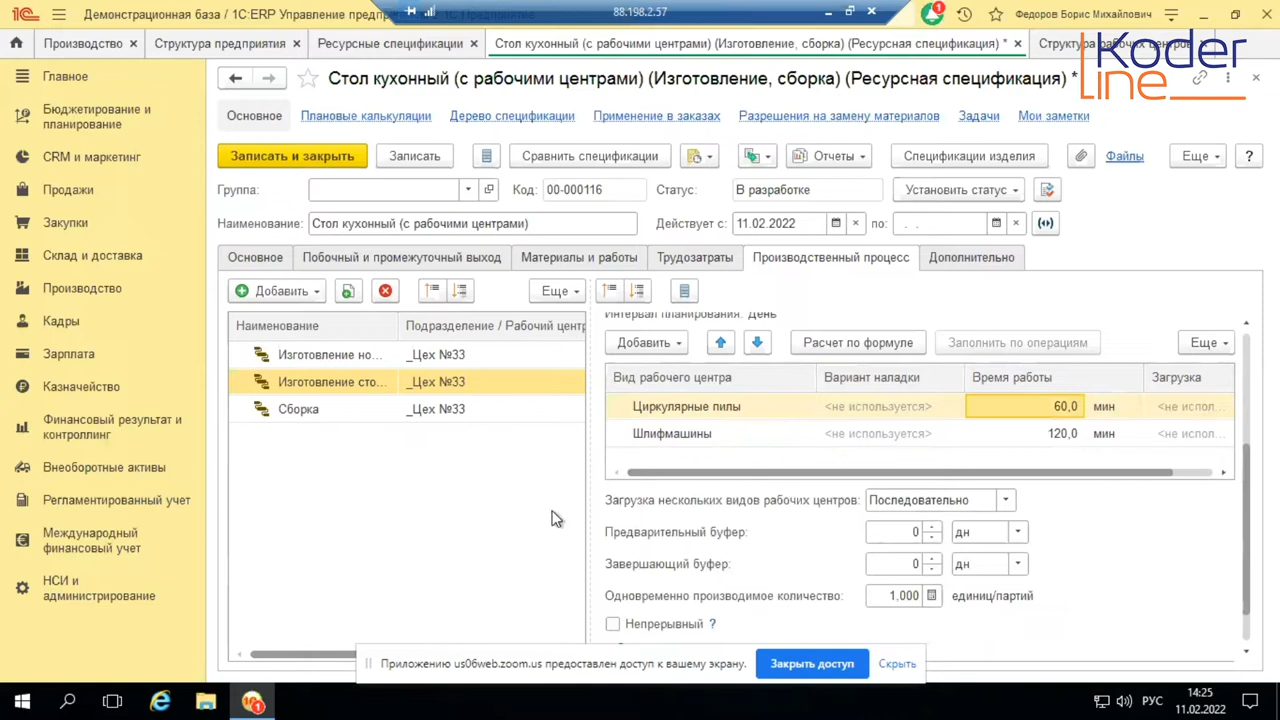 Демонстрационная база / 1С:ERP Управление предпр
1С:Предприятие
88.198.2.57
1
Федоров Борис Михайлович
Производство
Структура предприятия
Ресурсные спецификации
Стол кухонный (с рабочими центрами) (Изготовление, сборка) (Ресурсная спецификация) *
Структура рабочих центров
Koder
line
Главное
Бюджетирование и
планирование
CRM и маркетинг
Продажи
Закупки
Склад и доставка
Производство
Кадры
Зарплата
Казначейство
Финансовый результат и
контроллинг
Внеоборотные активы
Регламентированный учет
Международный
финансовый учет
НСИ и
администрирование
Стол кухонный (с рабочими центрами) (Изготовление, сборка) (Ресурсная спецификация) *
Основное Плановые калькуляции Дерево спецификации Применение в заказах Разрешения на замену материалов Задачи Мои заметки
Записать и закрыть Записать Сравнить спецификации Отчеты Спецификации изделия Файлы Еще ?
Группа: Код: 00-000116 Статус: В разработке Установить статус
Наименование: Стол кухонный (с рабочими центрами) Действует с: 11.02.2022 по: . .
Основное Побочный и промежуточный выход Материалы и работы Трудозатраты Производственный процесс Дополнительно
Добавить Еще
Наименование Подразделение / Рабочий центр
Изготовление но... _Цех №33
Изготовление сто... _Цех №33
Сборка _Цех №33
Интервал планирования: День
Добавить Расчет по формуле Заполнить по операциям Еще
Вид рабочего центра Вариант наладки Время работы Загрузка
Циркулярные пилы <не используется> 60,0 мин <не испол...
Шлифмашины <не используется> 120,0 мин <не испол...
Загрузка нескольких видов рабочих центров: Последовательно
Предварительный буфер: 0 дн
Завершающий буфер: 0 дн
Одновременно производимое количество: 1,000 единиц/партий
Непрерывный ?
Приложению us06web.zoom.us предоставлен доступ к вашему экрану. Закрыть доступ Скрыть
1
РУС
14:25
11.02.2022